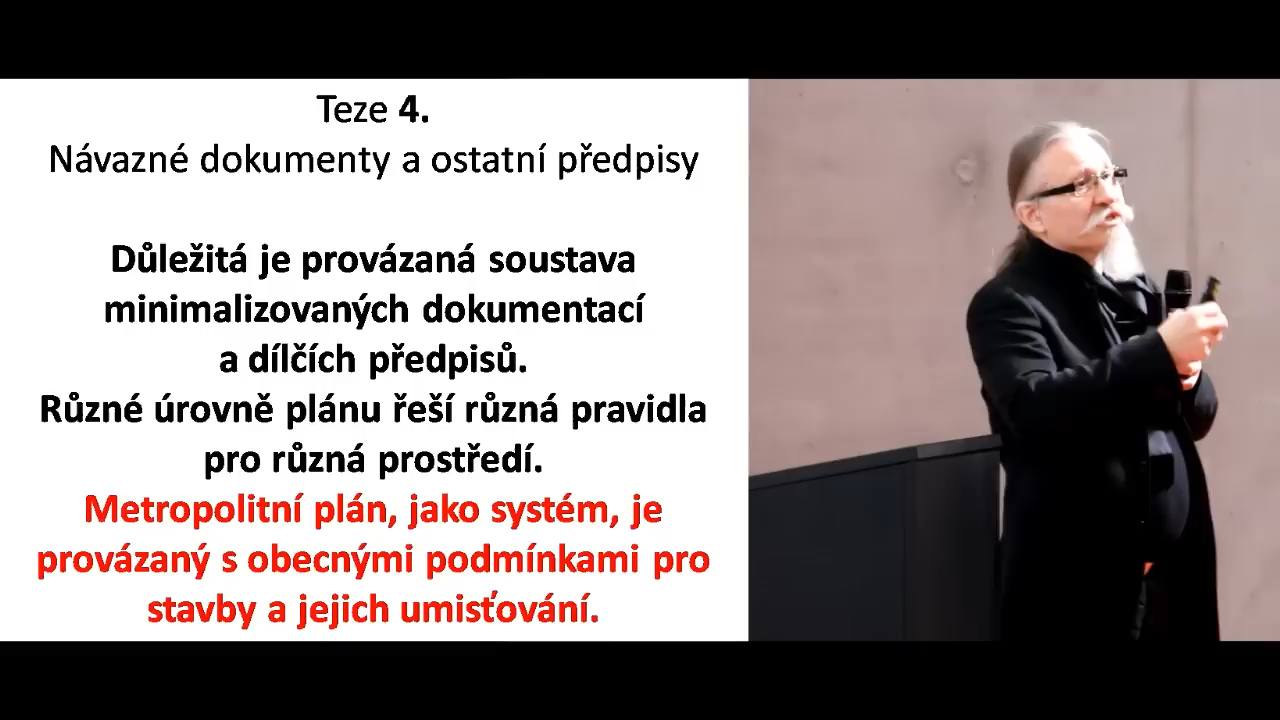 Teze 4.
Návazné dokumenty a ostatní předpisy
Důležitá je provázaná soustava
minimalizovaných dokumentací
a dílčích předpisů.
Různé úrovně plánu řeší různá pravidla
pro různá prostředí.
Metropolitní plán, jako systém, je
provázaný s obecnými podmínkami pro
stavby a jejich umisťování.